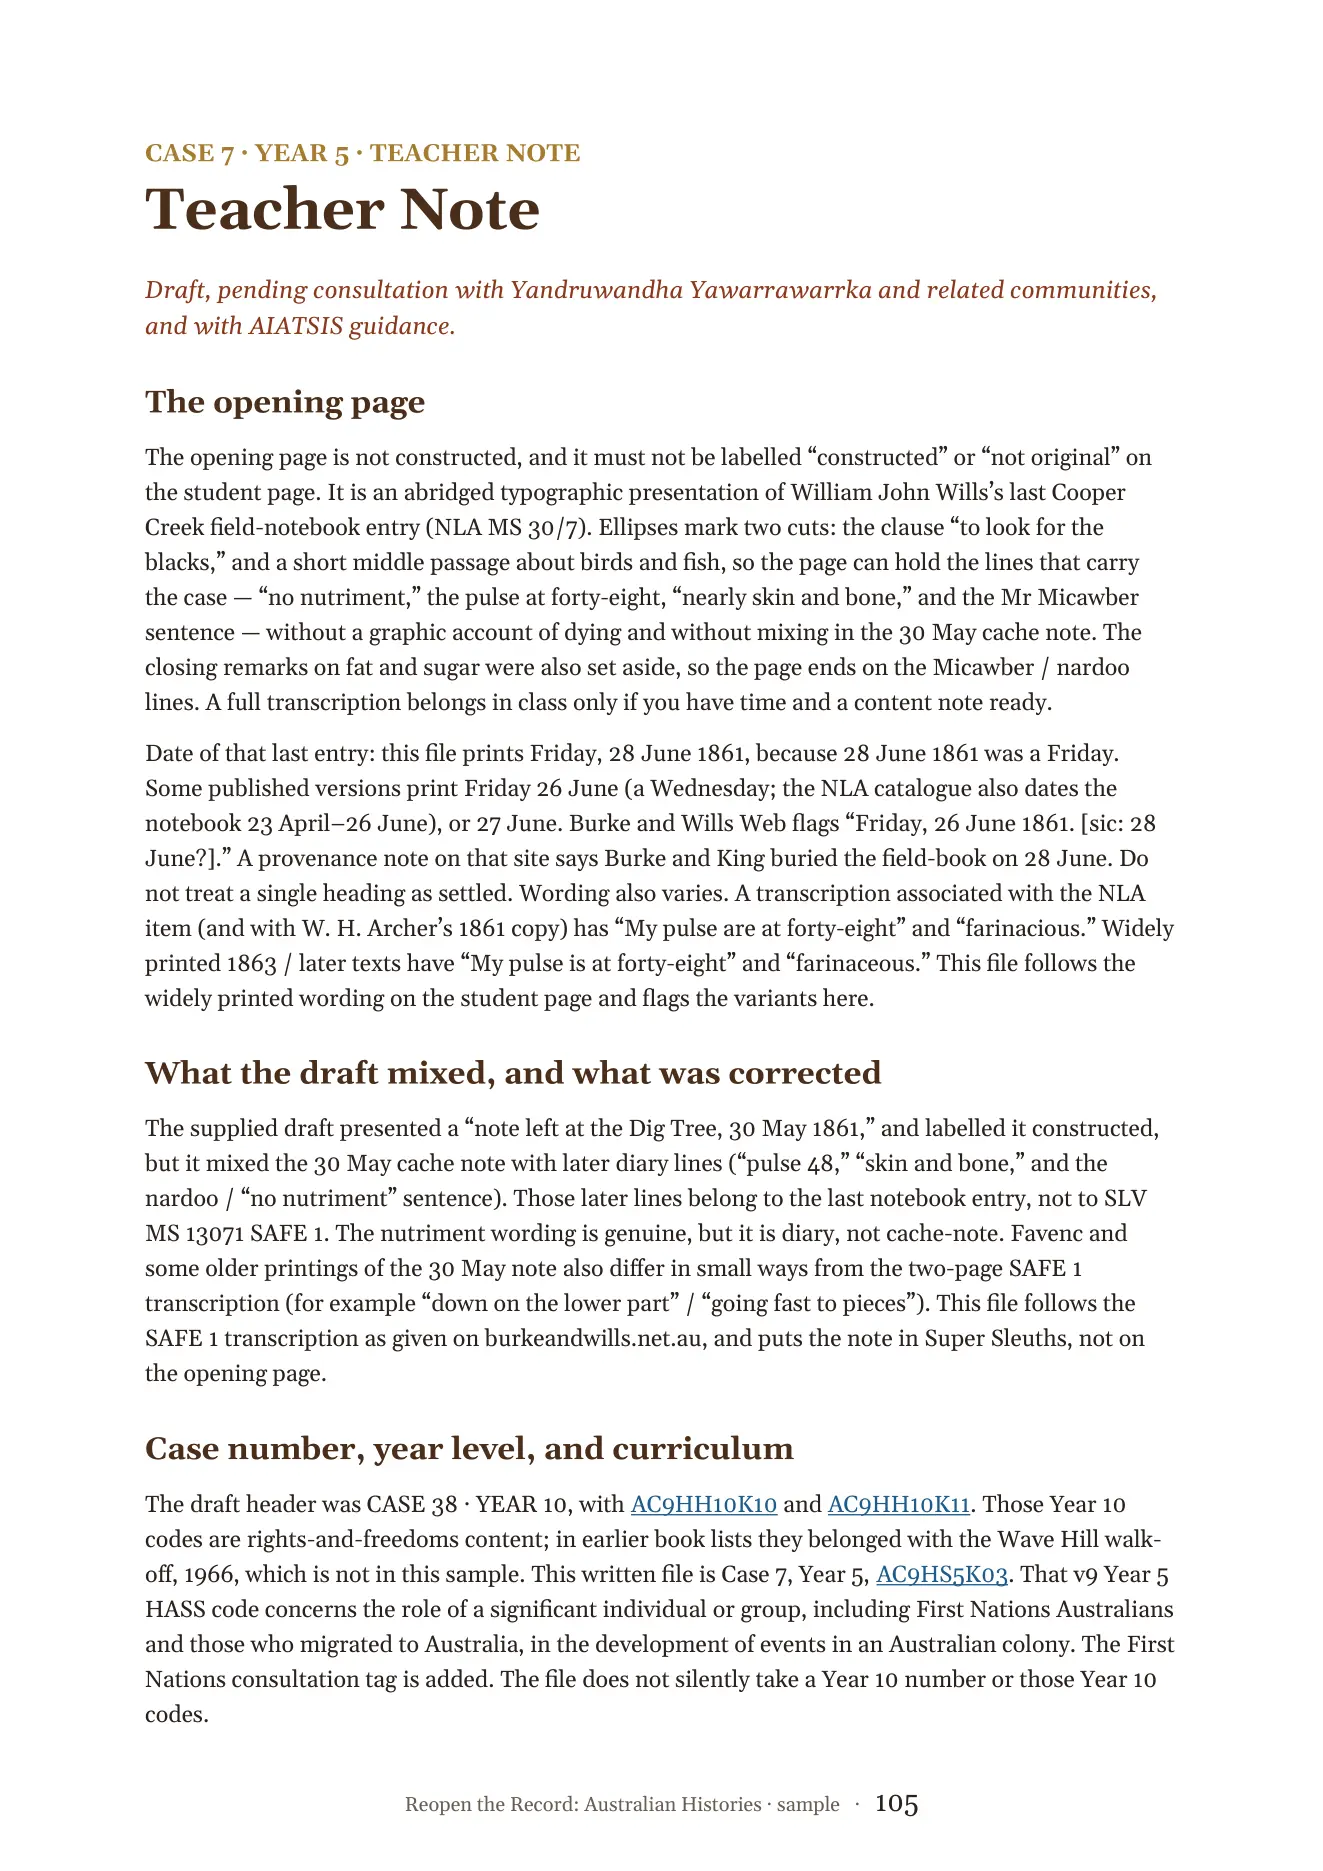 CASE 7 · YEAR 5 · TEACHER NOTE
Teacher Note
Draft, pending consultation with Yandruwandha Yawarrawarrka and related communities,
and with AIATSIS guidance.
The opening page
The opening page is not constructed, and it must not be labelled “constructed” or “not original” on
the student page. It is an abridged typographic presentation of William John Wills’s last Cooper
Creek field-notebook entry (NLA MS 30/7). Ellipses mark two cuts: the clause “to look for the
blacks,” and a short middle passage about birds and fish, so the page can hold the lines that carry
the case — “no nutriment,” the pulse at forty-eight, “nearly skin and bone,” and the Mr Micawber
sentence — without a graphic account of dying and without mixing in the 30 May cache note. The
closing remarks on fat and sugar were also set aside, so the page ends on the Micawber / nardoo
lines. A full transcription belongs in class only if you have time and a content note ready.
Date of that last entry: this file prints Friday, 28 June 1861, because 28 June 1861 was a Friday.
Some published versions print Friday 26 June (a Wednesday; the NLA catalogue also dates the
notebook 23 April–26 June), or 27 June. Burke and Wills Web flags “Friday, 26 June 1861. [sic: 28
June?].” A provenance note on that site says Burke and King buried the field-book on 28 June. Do
not treat a single heading as settled. Wording also varies. A transcription associated with the NLA
item (and with W. H. Archer’s 1861 copy) has “My pulse are at forty-eight” and “farinacious.” Widely
printed 1863 / later texts have “My pulse is at forty-eight” and “farinaceous.” This file follows the
widely printed wording on the student page and flags the variants here.
What the draft mixed, and what was corrected
The supplied draft presented a “note left at the Dig Tree, 30 May 1861,” and labelled it constructed,
but it mixed the 30 May cache note with later diary lines (“pulse 48,” “skin and bone,” and the
nardoo / “no nutriment” sentence). Those later lines belong to the last notebook entry, not to SLV
MS 13071 SAFE 1. The nutriment wording is genuine, but it is diary, not cache-note. Favenc and
some older printings of the 30 May note also differ in small ways from the two-page SAFE 1
transcription (for example “down on the lower part” / “going fast to pieces”). This file follows the
SAFE 1 transcription as given on burkeandwills.net.au, and puts the note in Super Sleuths, not on
the opening page.
Case number, year level, and curriculum
The draft header was CASE 38 · YEAR 10, with AC9HH10K10 and AC9HH10K11. Those Year 10
codes are rights-and-freedoms content; in earlier book lists they belonged with the Wave Hill walk-
off, 1966, which is not in this sample. This written file is Case 7, Year 5, AC9HS5K03. That v9 Year 5
HASS code concerns the role of a significant individual or group, including First Nations Australians
and those who migrated to Australia, in the development of events in an Australian colony. The First
Nations consultation tag is added. The file does not silently take a Year 10 number or those Year 10
codes.
Reopen the Record: Australian Histories · sample · 105